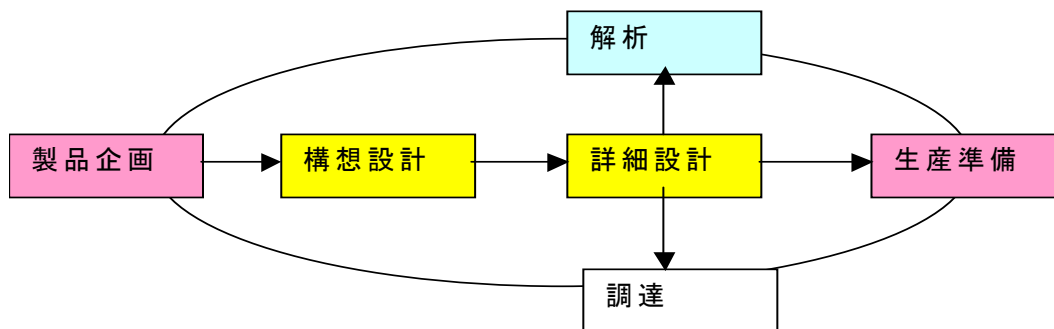 解析
製品企画
構想設計
詳細設計
生産準備
調達